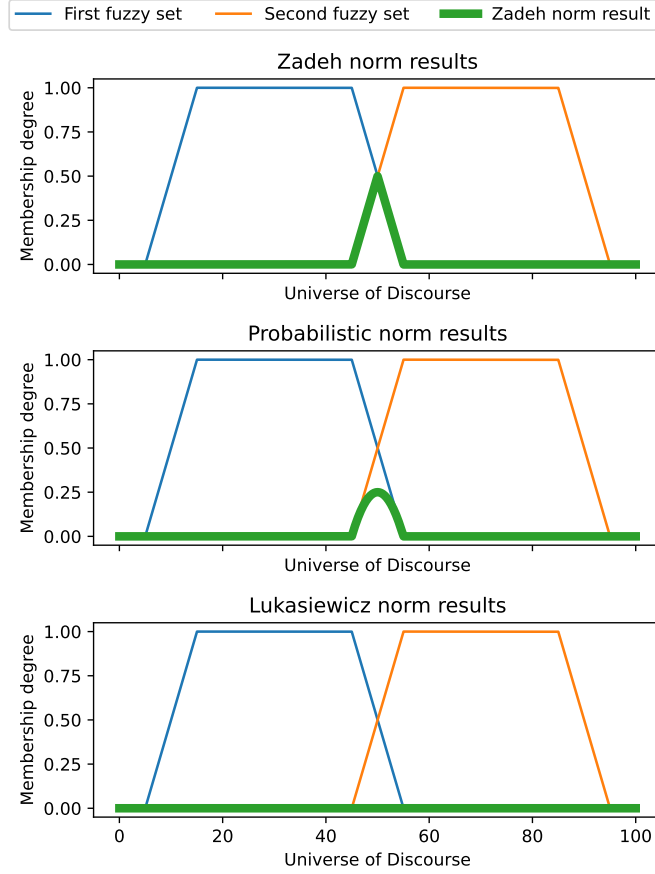 First fuzzy set Second fuzzy set Zadeh norm result
Zadeh norm results
1.00
0.75
0.50
0.25
0.00
Membership degree
Universe of Discourse
Probabilistic norm results
1.00
0.75
0.50
0.25
0.00
Membership degree
Universe of Discourse
Lukasiewicz norm results
1.00
0.75
0.50
0.25
0.00
Membership degree
0 20 40 60 80 100
Universe of Discourse